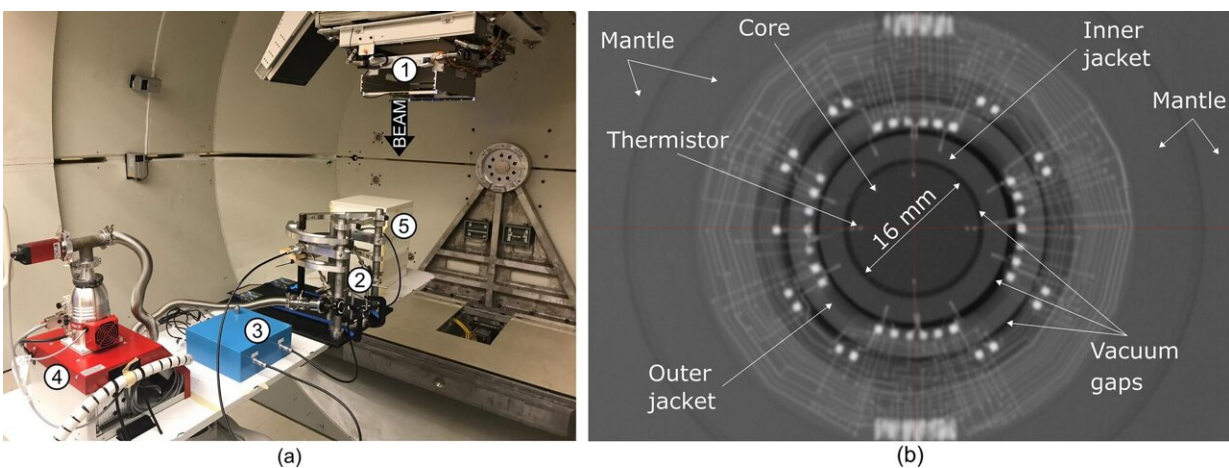 1
BEAM
5
2
3
4
(a)
Mantle
Core
Inner
jacket
Mantle
Thermistor
16 mm
Outer
jacket
Vacuum
gaps
(b)